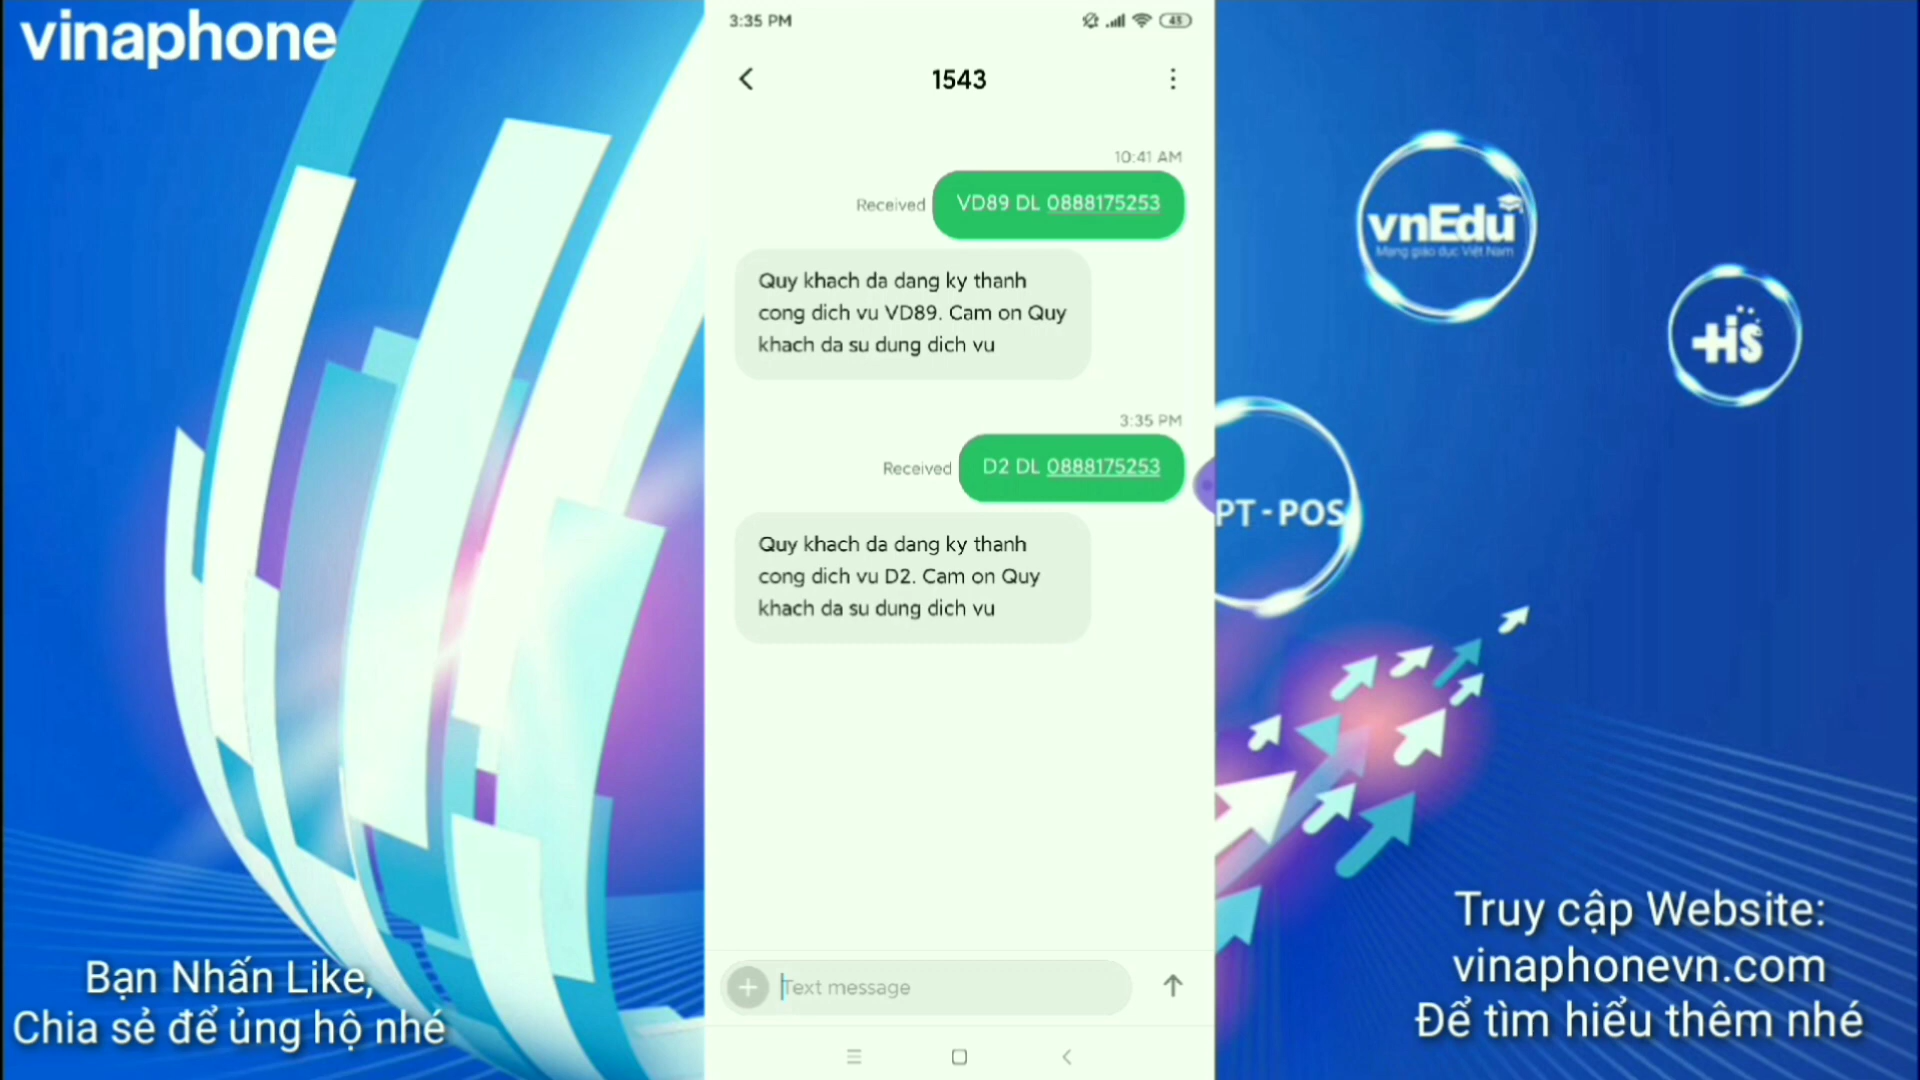 vinaphone
3:35 PM
45
1543
10:41 AM
Received
VD89 DL 0888175253
Quy khach da dang ky thanh
cong dich vu VD89. Cam on Quy
khach da su dung dich vu
3:35 PM
Received
D2 DL 0888175253
Quy khach da dang ky thanh
cong dich vu D2. Cam on Quy
khach da su dung dich vu
Text message
vnEdu
Mạng giáo dục Việt Nam
HiS
PT - POS
Bạn Nhấn Like,
Chia sẻ để ủng hộ nhé
Truy cập Website:
vinaphonevn.com
Để tìm hiểu thêm nhé